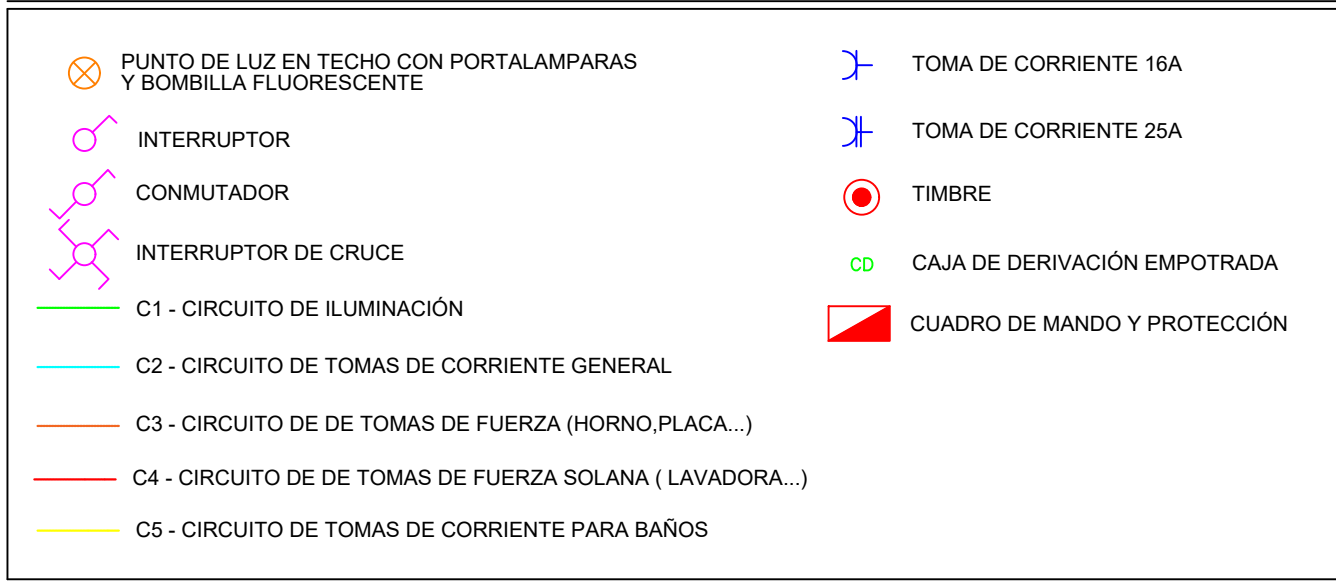 PUNTO DE LUZ EN TECHO CON PORTALAMPARAS
Y BOMBILLA FLUORESCENTE
INTERRUPTOR
CONMUTADOR
INTERRUPTOR DE CRUCE
C1 - CIRCUITO DE ILUMINACIÓN
C2 - CIRCUITO DE TOMAS DE CORRIENTE GENERAL
C3 - CIRCUITO DE DE TOMAS DE FUERZA (HORNO,PLACA...)
C4 - CIRCUITO DE DE TOMAS DE FUERZA SOLANA ( LAVADORA...)
C5 - CIRCUITO DE TOMAS DE CORRIENTE PARA BAÑOS
TOMA DE CORRIENTE 16A
TOMA DE CORRIENTE 25A
TIMBRE
CD CAJA DE DERIVACIÓN EMPOTRADA
CUADRO DE MANDO Y PROTECCIÓN